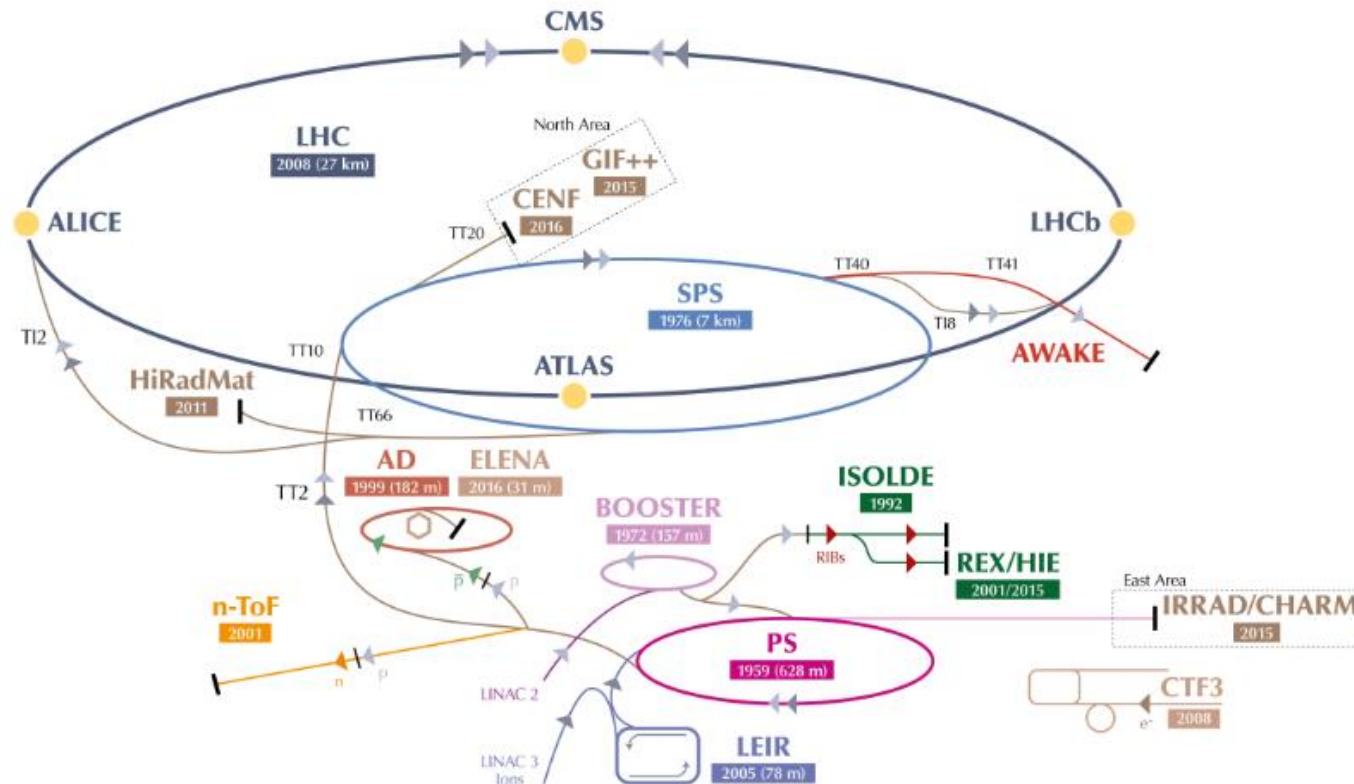 CMS
LHC
2008 (27 km)
North Area
GIF++
2015
CENF
2016
ALICE
LHCb
TT20
TT40
TT41
SPS
1976 (7 km)
TI8
TI2
TT10
ATLAS
AWAKE
HiRadMat
2011
TT66
AD
1999 (182 m)
ELENA
2016 (31 m)
TT2
BOOSTER
1972 (157 m)
ISOLDE
1992
RIBs
REX/HIE
2001/2015
p̄
p
East Area
IRRAD/CHARM
2015
n-ToF
2001
n
p
PS
1959 (628 m)
LINAC 2
CTF3
2008
e-
LINAC 3
Ions
LEIR
2005 (78 m)